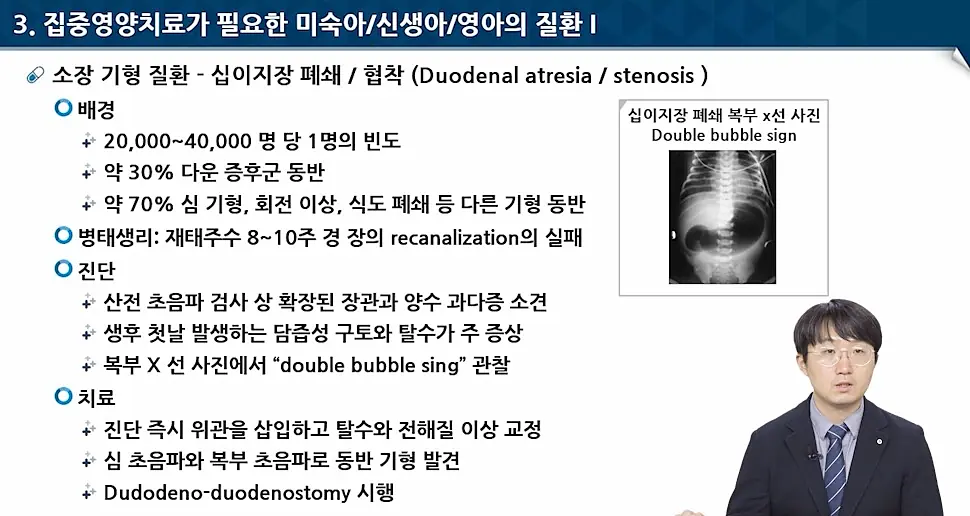 3. 집중영양치료가 필요한 미숙아/신생아/영아의 질환 I
소장 기형 질환 - 십이지장 폐쇄 / 협착 (Duodenal atresia / stenosis )
배경
20,000~40,000 명 당 1명의 빈도
약 30% 다운 증후군 동반
약 70% 심 기형, 회전 이상, 식도 폐쇄 등 다른 기형 동반
병태생리: 재태주수 8~10주 경 장의 recanalization의 실패
진단
산전 초음파 검사 상 확장된 장관과 양수 과다증 소견
생후 첫날 발생하는 담즙성 구토와 탈수가 주 증상
복부 X 선 사진에서 “double bubble sing” 관찰
치료
진단 즉시 위관을 삽입하고 탈수와 전해질 이상 교정
심 초음파와 복부 초음파로 동반 기형 발견
Dudodeno-duodenostomy 시행
십이지장 폐쇄 복부 x선 사진
Double bubble sign